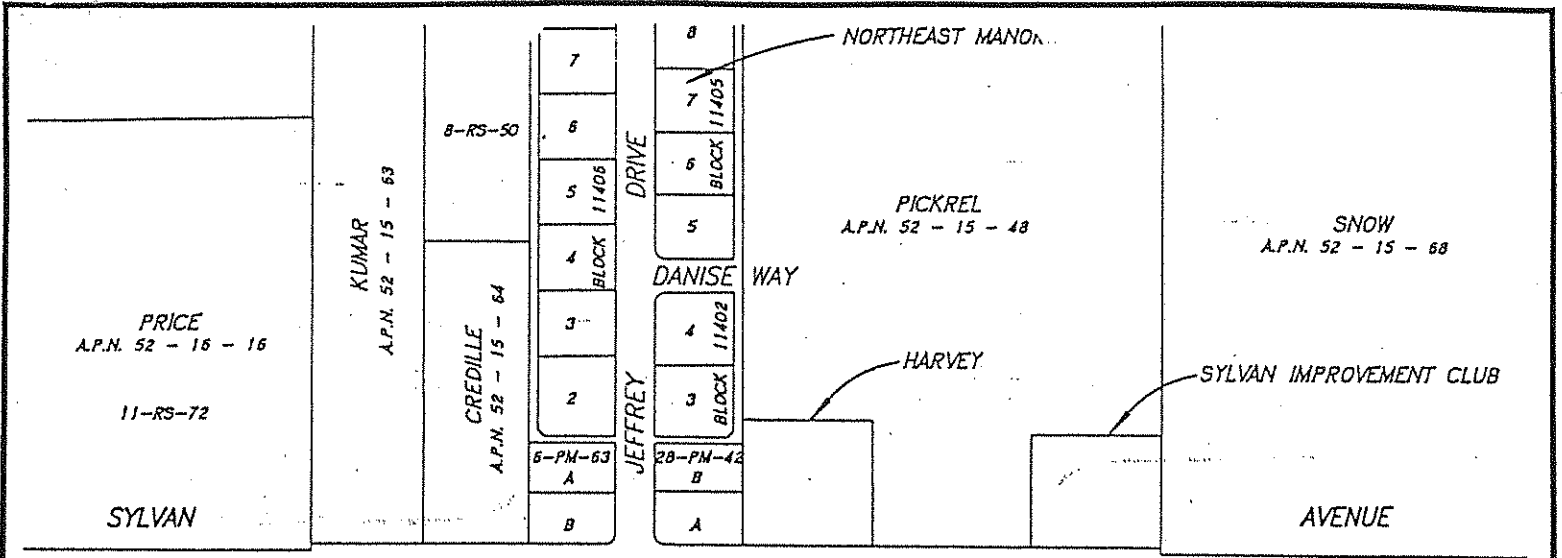 NORTHEAST MANOR
8
7
7 11405
6
8-RS-50
6 BLOCK
5 11406
5
4 BLOCK
JEFFREY DRIVE
DANISE WAY
KUMAR
A.P.N. 52 - 15 - 63
PICKREL
A.P.N. 52 - 15 - 48
SNOW
A.P.N. 52 - 15 - 68
PRICE
A.P.N. 52 - 16 - 16
11-RS-72
CREDILLE
A.P.N. 52 - 15 - 64
3
2
4 11402
3 BLOCK
HARVEY
SYLVAN IMPROVEMENT CLUB
6-PM-63
A
B
28-PM-42
B
A
SYLVAN AVENUE